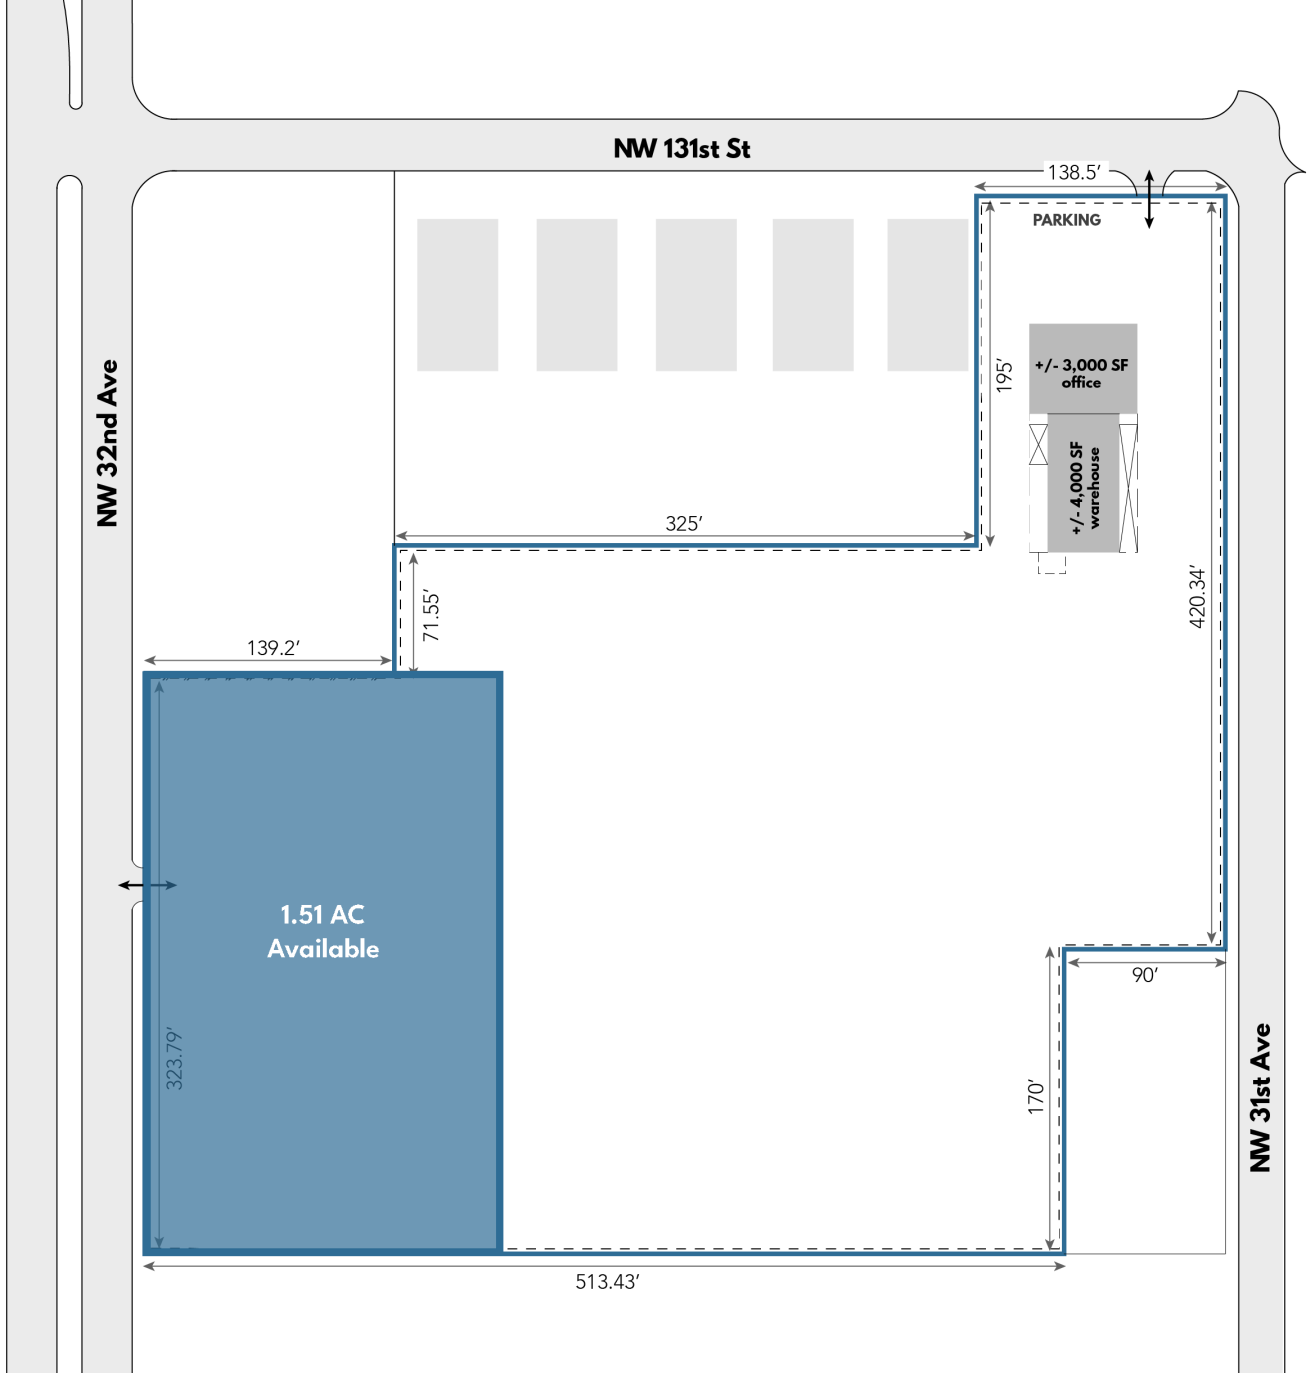 NW 131st St
138.5′
PARKING
+/- 3,000 SF
office
195′
NW 32nd Ave
+/- 4,000 SF
warehouse
325′
420.34′
71.55′
139.2′
1.51 AC
Available
90′
323.79′
170′
NW 31st Ave
513.43′